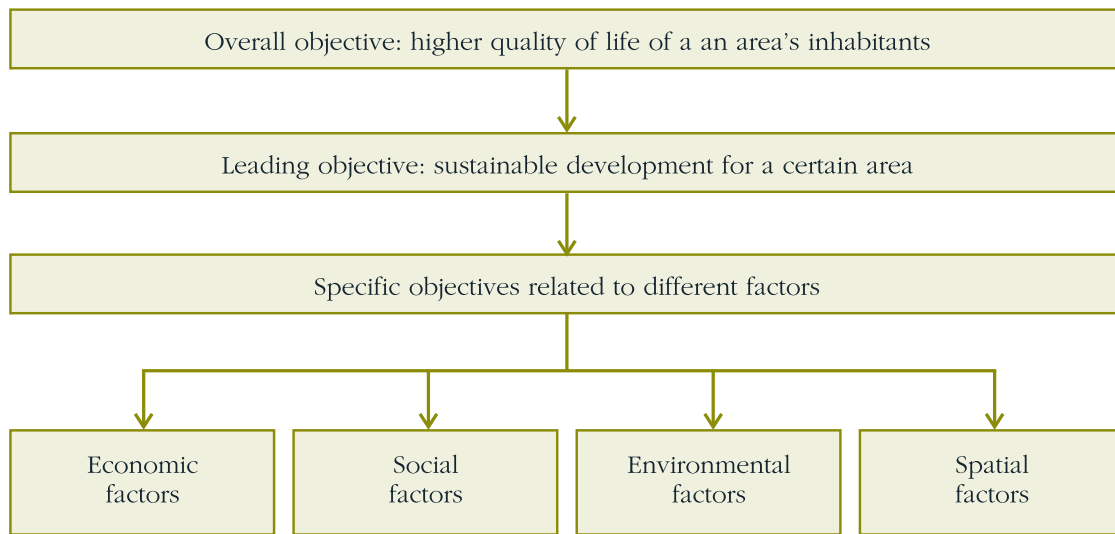 Overall objective: higher quality of life of a an area’s inhabitants
Leading objective: sustainable development for a certain area
Specific objectives related to different factors
Economic
factors
Social
factors
Environmental
factors
Spatial
factors